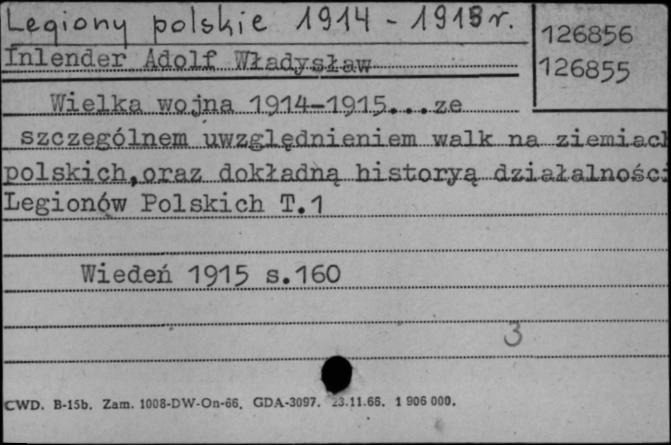 Legiony polskie 1914 - 1918 r.
126856
Inlender Adolf Władysław
126855
Wielka wojna 1914-1915...ze
szczególnem uwzględnieniem walk na ziemiach
polskich, oraz dokładną historyą działalności
Legionów Polskich T.1
Wiedeń 1915 s.160
3
CWD. B-15b. Zam. 1008-DW-On-66. GDA-3097. 23.11.66. 1 906 000.